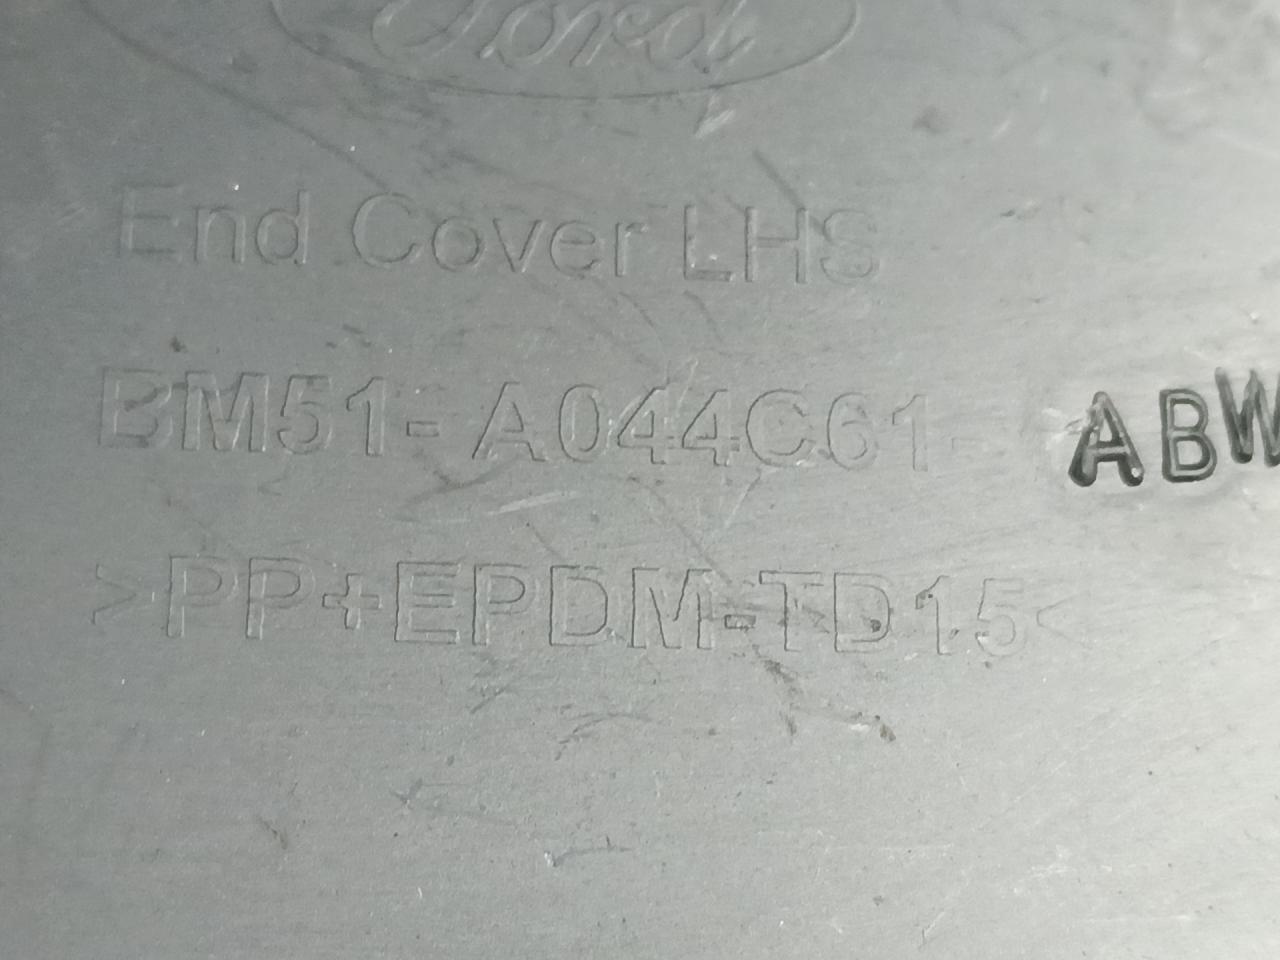 Ford
End Cover LHS
BM51- A044C61- ABW
>PP+EPDM-TD15<